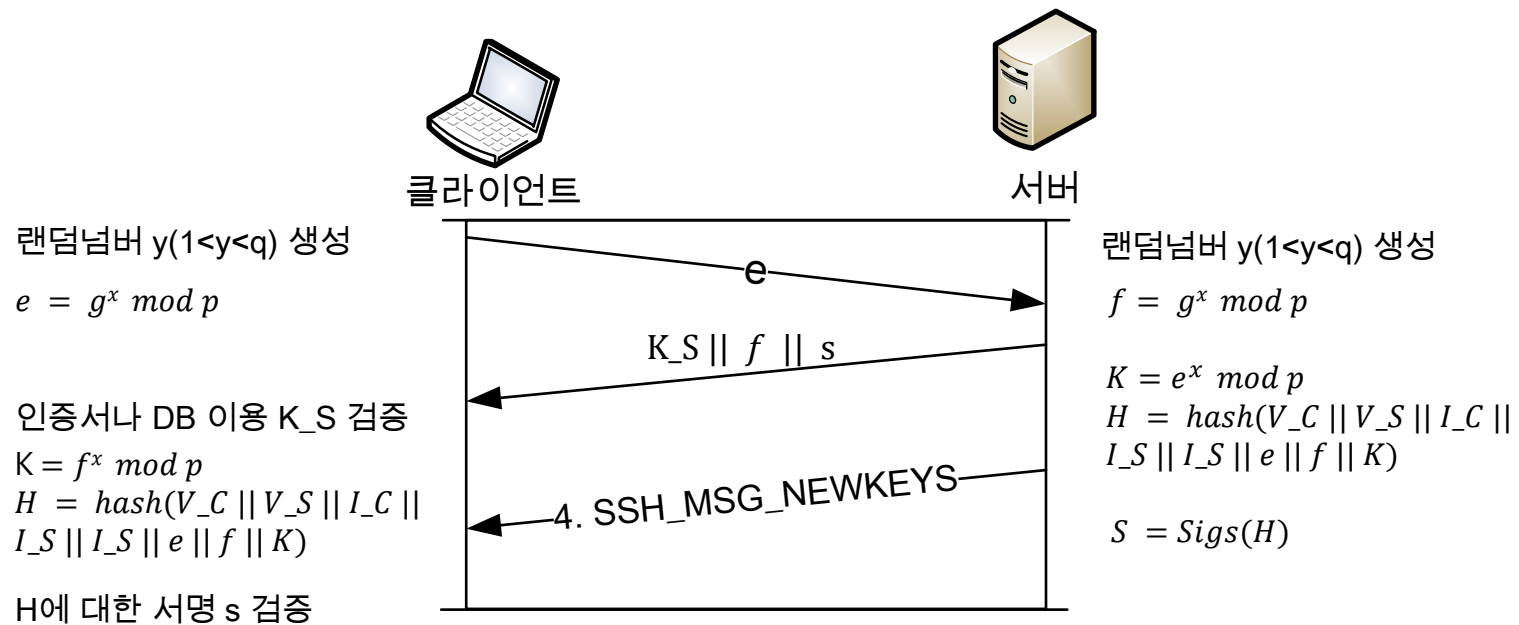 클라이언트
서버
랜덤넘버 y(1<y<q) 생성
e = g^x mod p
인증서나 DB 이용 K_S 검증
K = f^x mod p
H = hash(V_C || V_S || I_C ||
I_S || I_S || e || f || K)
H에 대한 서명 s 검증
e
K_S || f || s
4. SSH_MSG_NEWKEYS
랜덤넘버 y(1<y<q) 생성
f = g^x mod p
K = e^x mod p
H = hash(V_C || V_S || I_C ||
I_S || I_S || e || f || K)
S = Sigs(H)